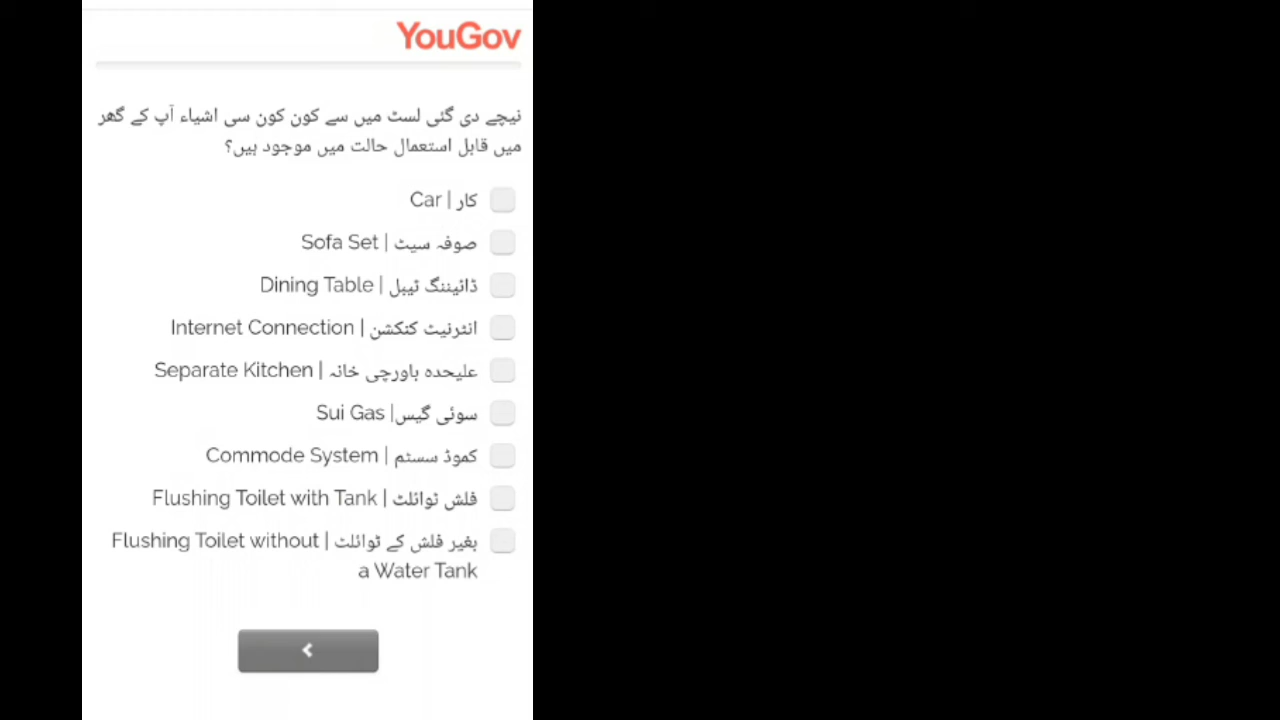 YouGov
نیچے دی گئی لسٹ میں سے کون کون سی اشیاء آپ کے گھر
میں قابل استعمال حالت میں موجود ہیں؟
کار | Car
صوفہ سیٹ | Sofa Set
ڈائیننگ ٹیبل | Dining Table
انٹرنیٹ کنکشن | Internet Connection
علیحدہ باورچی خانہ | Separate Kitchen
سوئی گیس| Sui Gas
کموڈ سسٹم | Commode System
فلش ٹوائلٹ | Flushing Toilet with Tank
بغیر فلش کے ٹوائلٹ | Flushing Toilet without
a Water Tank